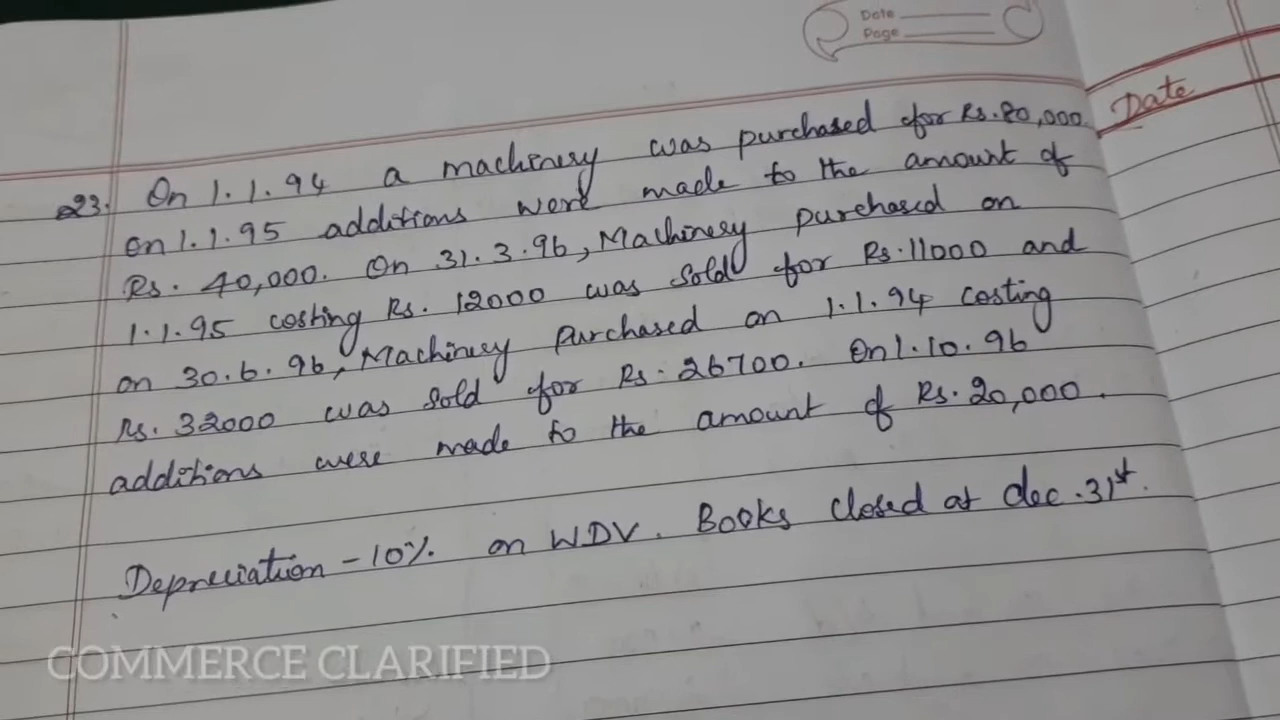 Date
Page
Date
23. On 1.1.94 a machinery was purchased for Rs.80,000.
on 1.1.95 additions were made to the amount of
Rs. 40,000. On 31.3.96, Machinery purchased on
1.1.95 costing Rs. 12000 was sold for Rs.11000 and
on 30.6.96, Machinery purchased on 1.1.94 costing
Rs. 32000 was sold for Rs. 26700. On 1.10.96
additions were made to the amount of Rs. 20,000.
Depreciation - 10% on WDV. Books closed at dec. 31st.
COMMERCE CLARIFIED